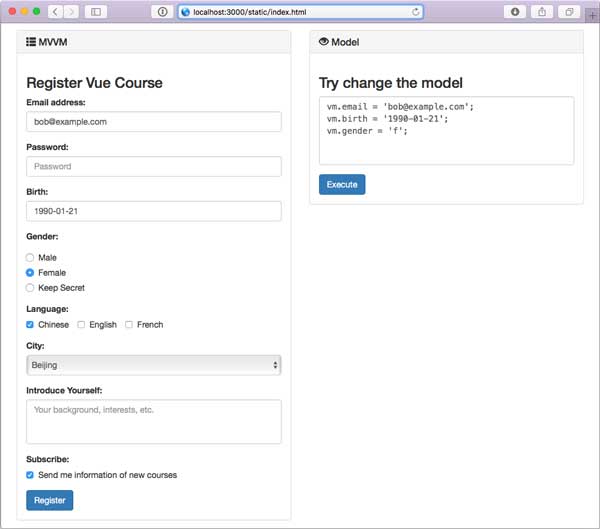 localhost:3000/static/index.html
MVVM
Register Vue Course
Email address:
bob@example.com
Password:
Password
Birth:
1990-01-21
Gender:
Male
Female
Keep Secret
Language:
Chinese English French
City:
Beijing
Introduce Yourself:
Your background, interests, etc.
Subscribe:
Send me information of new courses
Register
Model
Try change the model
vm.email = 'bob@example.com';
vm.birth = '1990-01-21';
vm.gender = 'f';
Execute